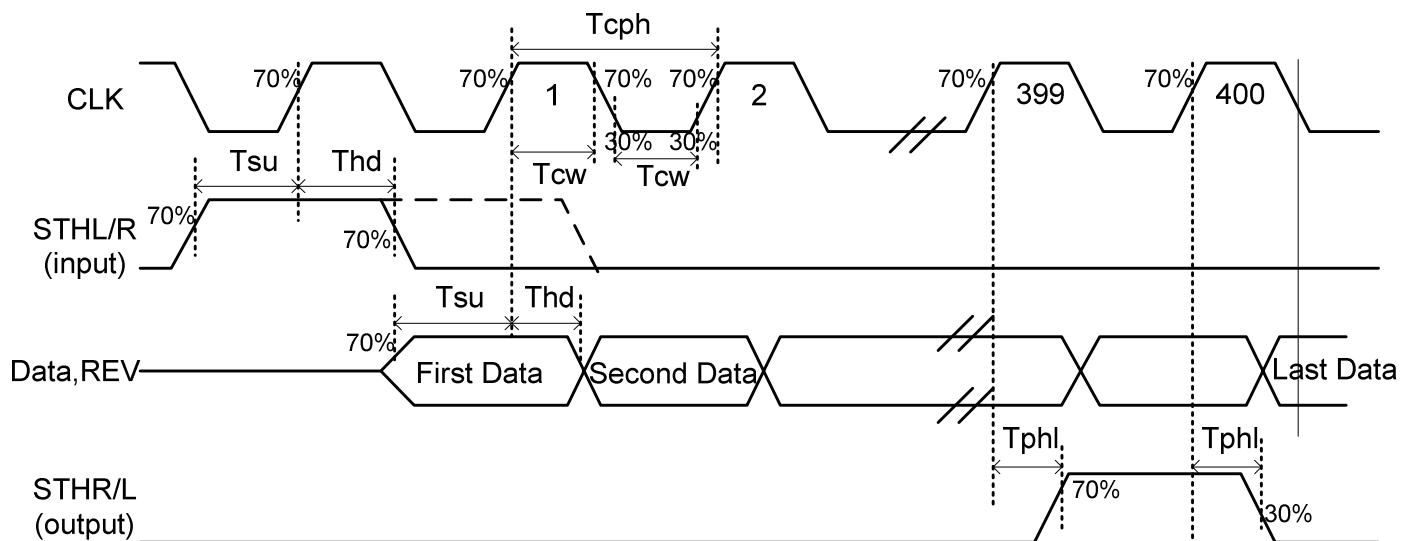 Tcph
CLK
70%
70%
1
70%
70%
2
70%
399
70%
400
30%
30%
Tsu
Thd
Tcw
Tcw
STHL/R
(input)
70%
70%
Tsu
Thd
70%
Data,REV
First Data
Second Data
Last Data
Tphl
Tphl
STHR/L
(output)
70%
30%